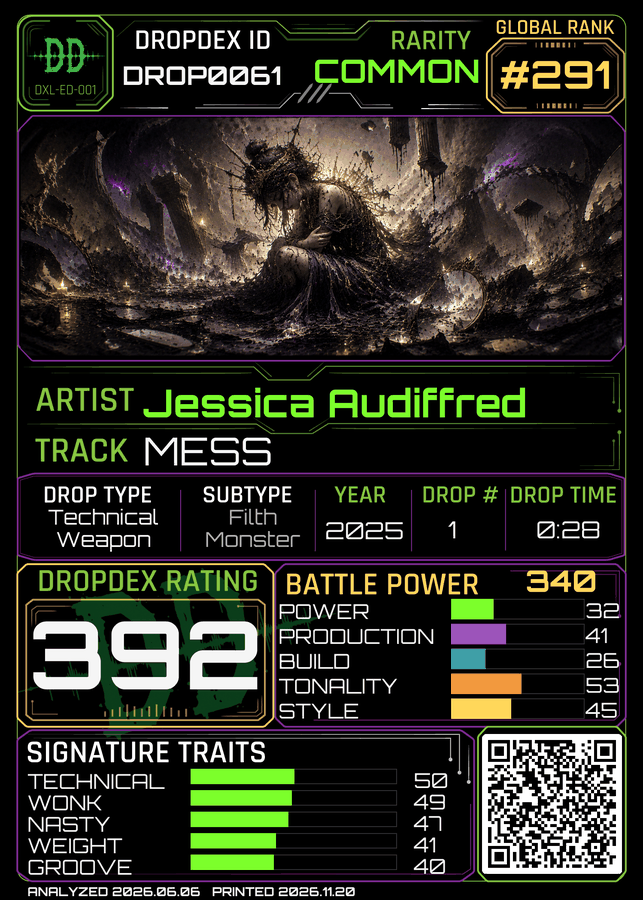 DD
DXL-ED-001
DROPDEX ID
DROP0061
RARITY
COMMON
GLOBAL RANK
#291
ARTIST Jessica Audiffred
TRACK MESS
DROP TYPE
Technical
Weapon
SUBTYPE
Filth
Monster
YEAR
2025
DROP #
1
DROP TIME
0:28
DROPDEX RATING
392
BATTLE POWER 340
POWER 32
PRODUCTION 41
BUILD 26
TONALITY 53
STYLE 45
SIGNATURE TRAITS
TECHNICAL 50
WONK 49
NASTY 47
WEIGHT 41
GROOVE 40
ANALYZED 2026.06.06 PRINTED 2026.11.20